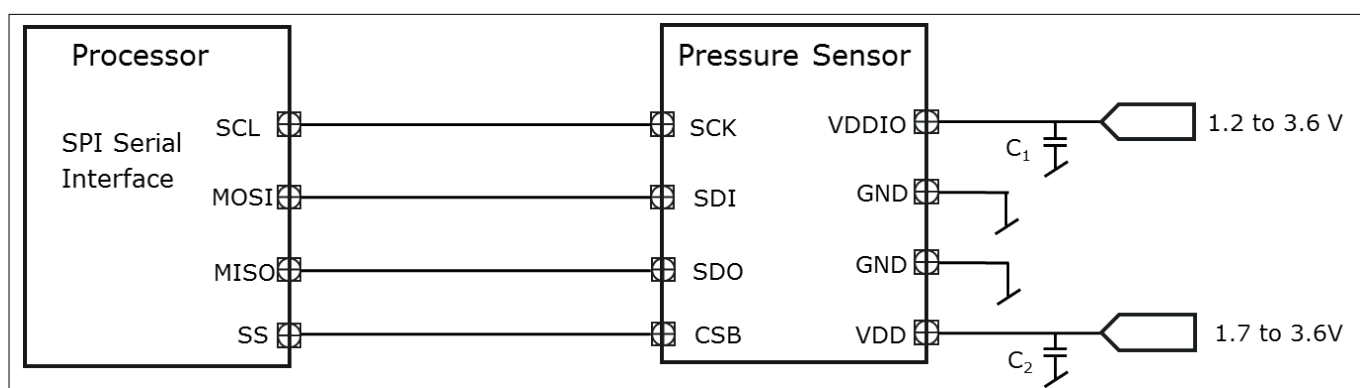 Processor
SPI Serial
Interface
SCL
MOSI
MISO
SS
Pressure Sensor
SCK
SDI
SDO
CSB
VDDIO
GND
GND
VDD
C1
C2
1.2 to 3.6 V
1.7 to 3.6V